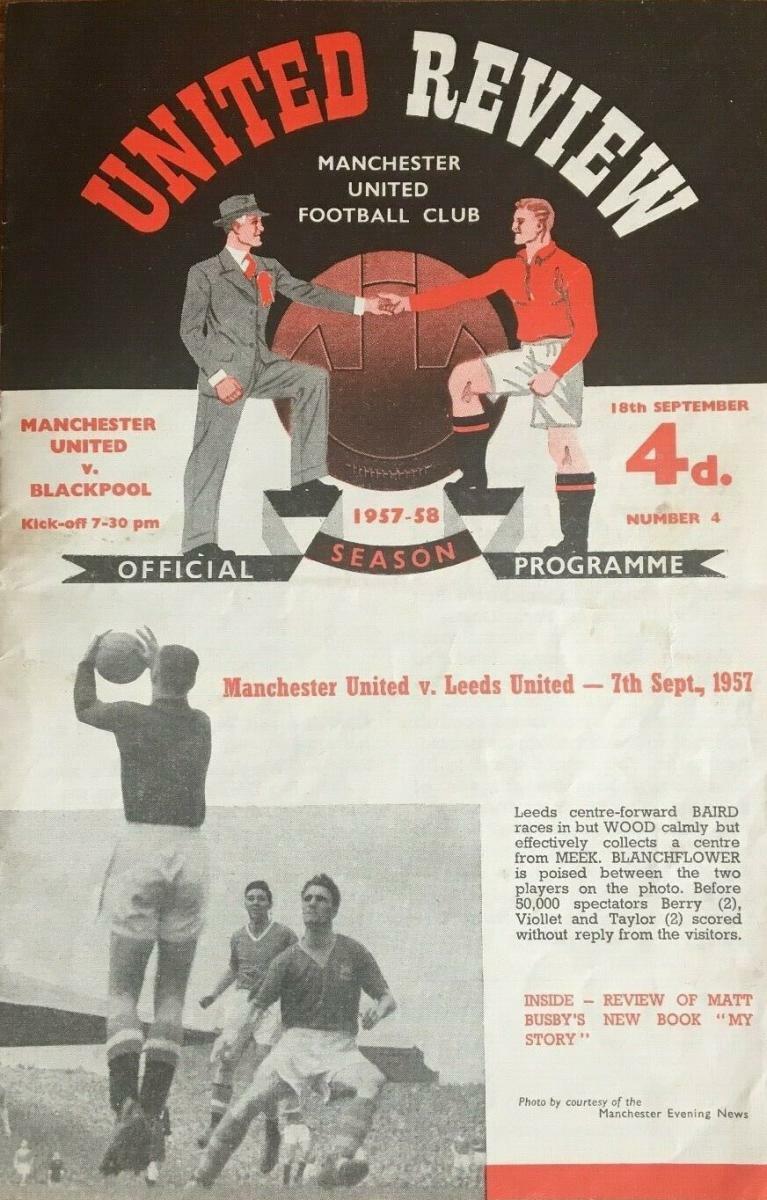 UNITED REVIEW
MANCHESTER
UNITED
FOOTBALL CLUB
MANCHESTER
UNITED
v.
BLACKPOOL
Kick-off 7-30 pm
18th SEPTEMBER
4d.
NUMBER 4
1957-58
OFFICIAL SEASON PROGRAMME
Manchester United v. Leeds United — 7th Sept., 1957
Leeds centre-forward BAIRD
races in but WOOD calmly but
effectively collects a centre
from MEEK. BLANCHFLOWER
is poised between the two
players on the photo. Before
50,000 spectators Berry (2),
Viollet and Taylor (2) scored
without reply from the visitors.
INSIDE — REVIEW OF MATT
BUSBY'S NEW BOOK "MY
STORY"
Photo by courtesy of the
Manchester Evening News